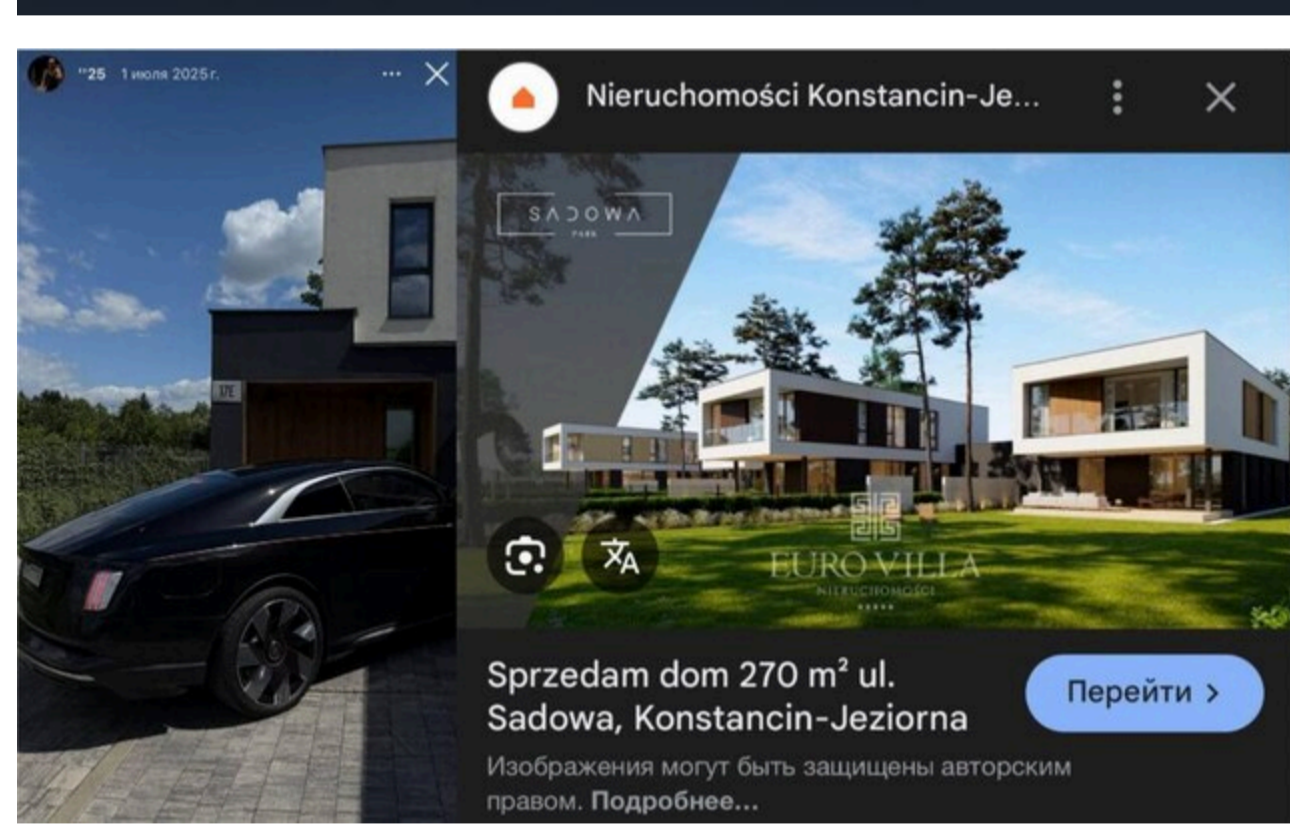 "25 1 июля 2025 г.
17E
Nieruchomości Konstancin-Je...
SADOWA
PARK
EURO VILLA
NIERUCHOMOŚCI
Sprzedam dom 270 m² ul.
Sadowa, Konstancin-Jeziorna
Перейти >
Изображения могут быть защищены авторским
правом. Подробнее...